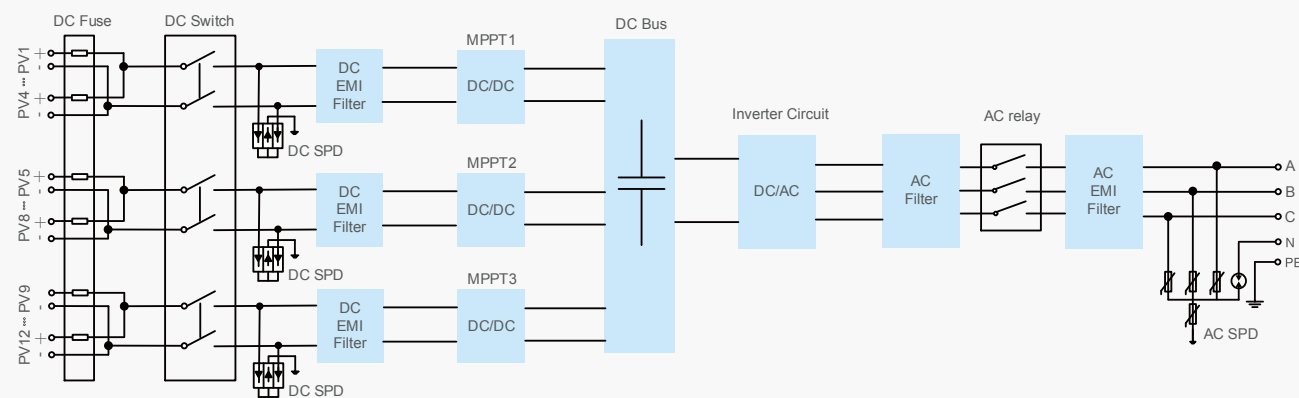 DC Fuse
DC Switch
DC Bus
MPPT1
PV4 ··· PV1
+
-
+
-
DC
EMI
Filter
DC/DC
DC SPD
Inverter Circuit
AC relay
MPPT2
PV8 ··· PV5
+
-
+
-
DC
EMI
Filter
DC/DC
DC SPD
DC/AC
AC
Filter
AC
EMI
Filter
A
B
C
N
PE
MPPT3
PV12 ··· PV9
+
-
+
-
DC
EMI
Filter
DC/DC
DC SPD
AC SPD